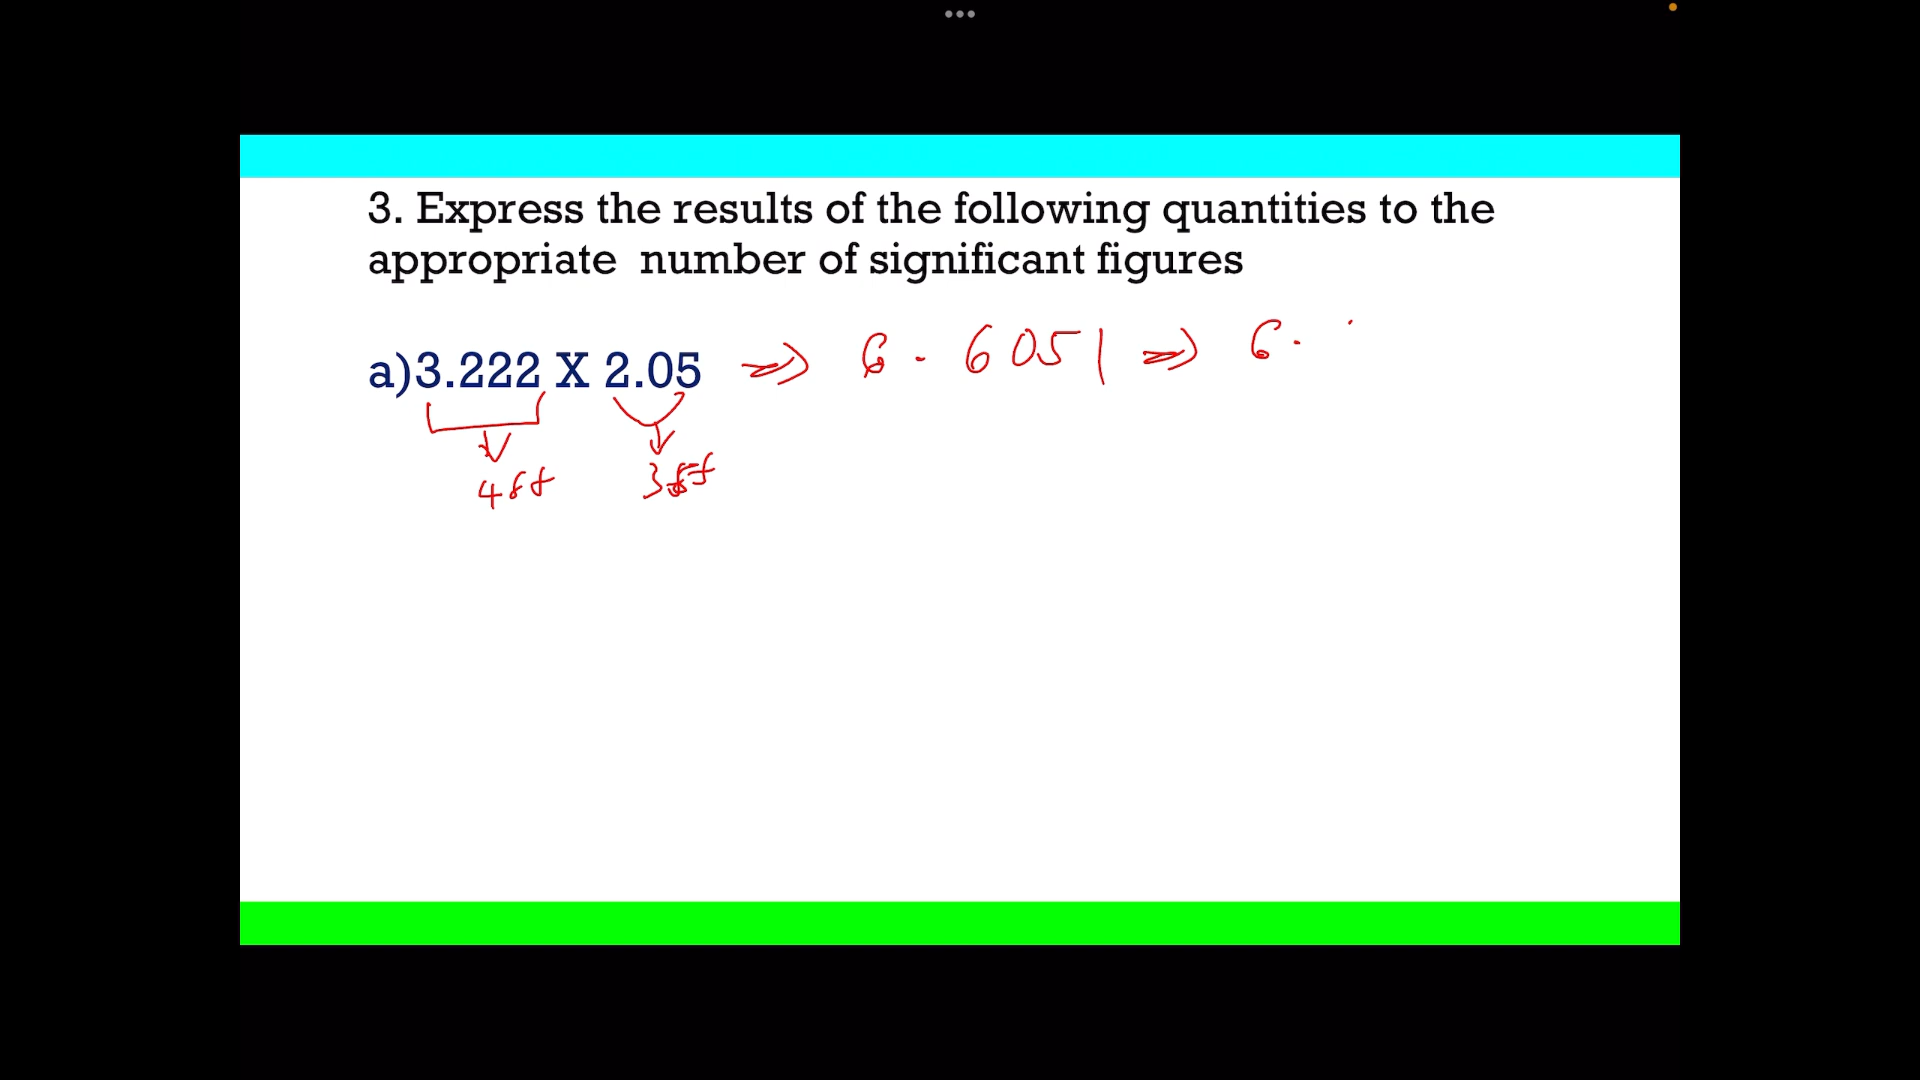 3. Express the results of the following quantities to the
appropriate number of significant figures
a)3.222 X 2.05 ⇒ 6.6051 ⇒ 6.
4sf 3sf